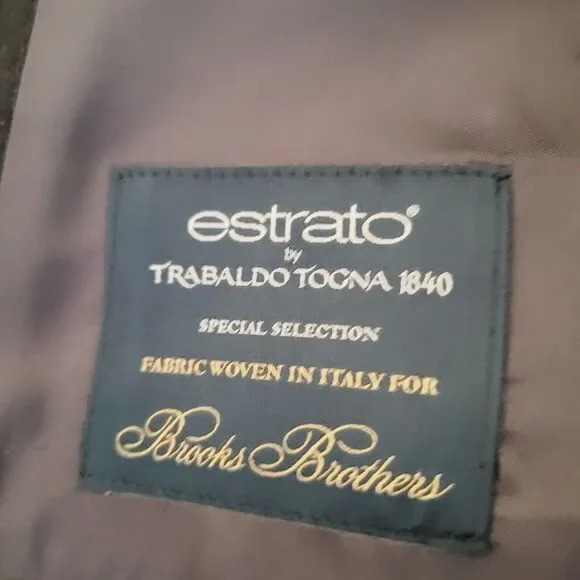 estrato®
by
TRABALDO TOGNA 1840
SPECIAL SELECTION
FABRIC WOVEN IN ITALY FOR
Brooks Brothers